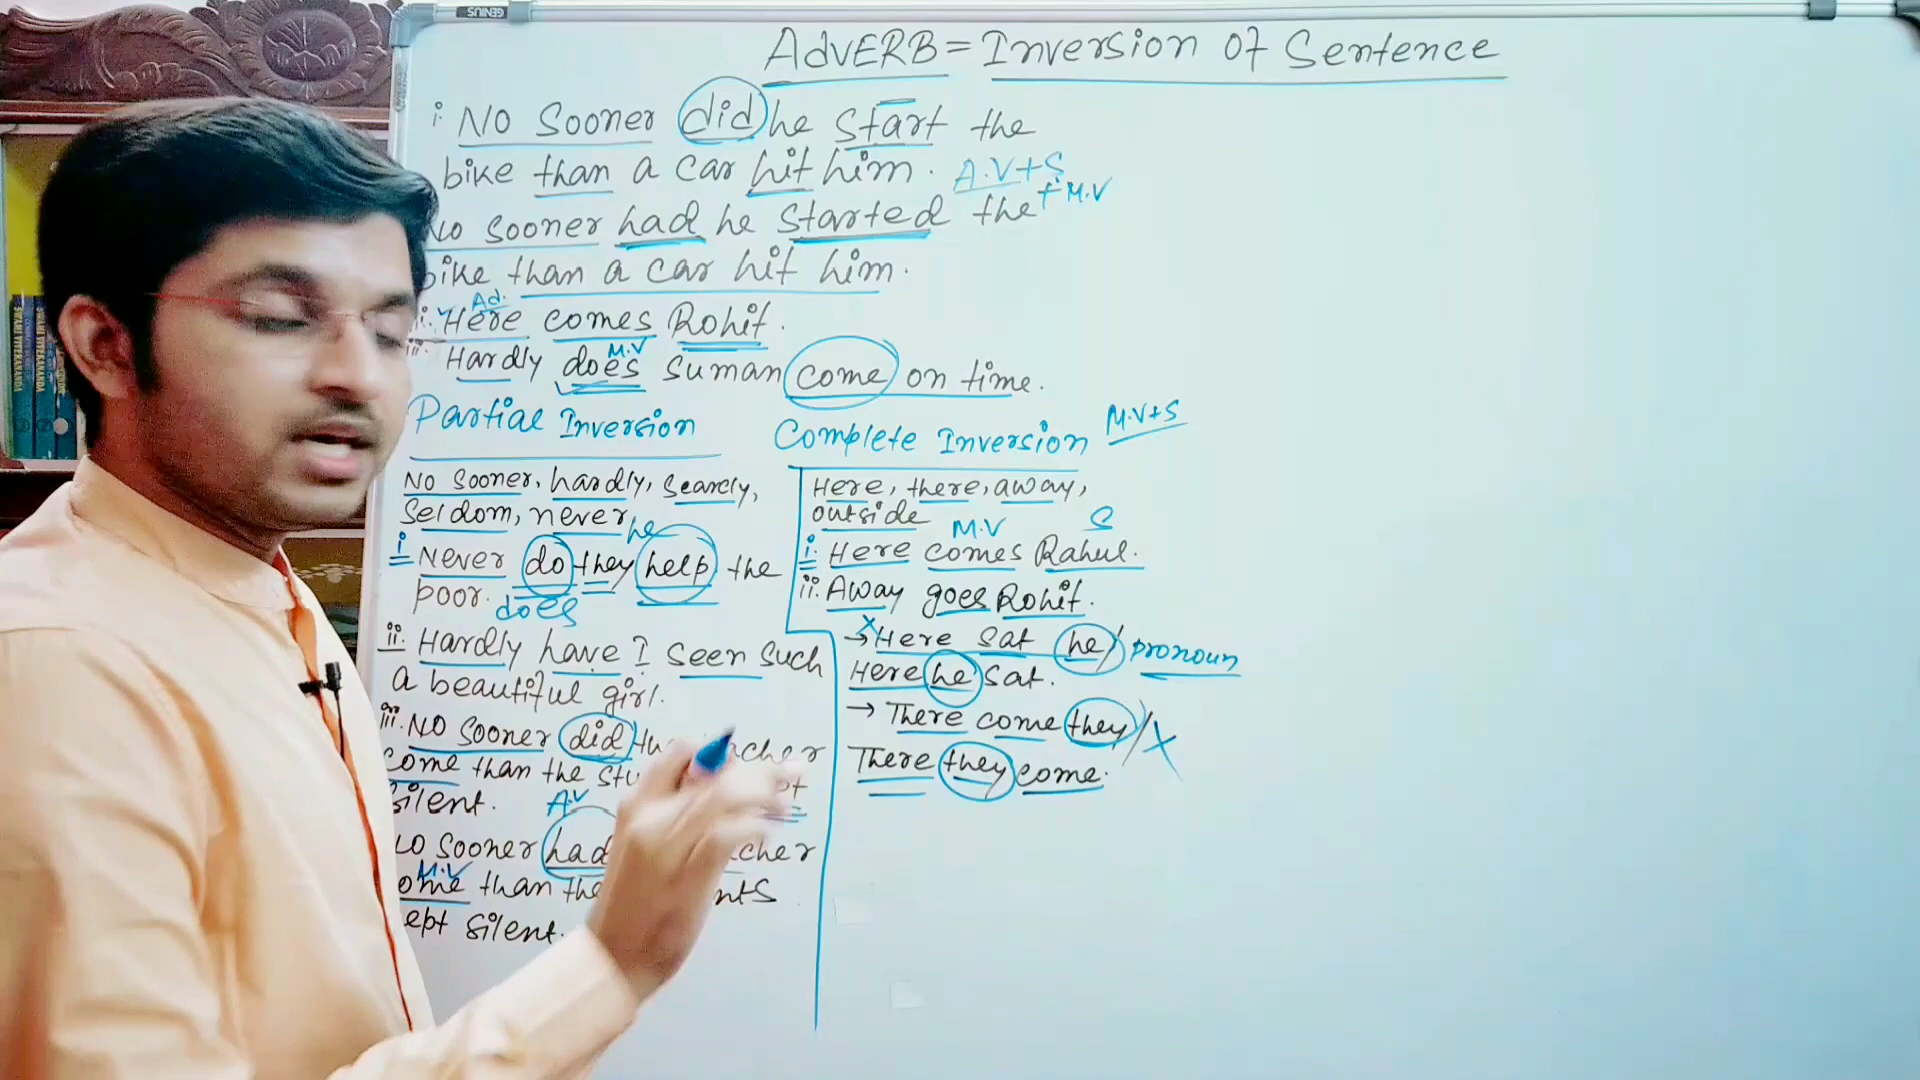 GENIUS
AdVERB = Inversion Of Sentence
i. NO Sooner did he start the
bike than a car hit him. A.V+S
+ M.V
No sooner had he started the
bike than a car hit him.
Ad.
Here comes Rohit.
iii. Hardly does suman come on time.
M.V
Partial Inversion
No sooner, hardly, Scarcely,
Seldom, never
he
i Never do they help the
poor. does
ii. Hardly have I seen such
a beautiful girl.
iii. NO Sooner did
come than the
silent.
A.V
sooner had
M.V
than the
silent.
Complete Inversion M.V+S
Here, there, away,
outside
M.V S
i. Here comes Rahul.
ii. Away goes Rohit.
X
→ Here sat he/ pronoun
Here he sat.
→ There come they/ X
There they come.
SWAMI VIVEKANANDA